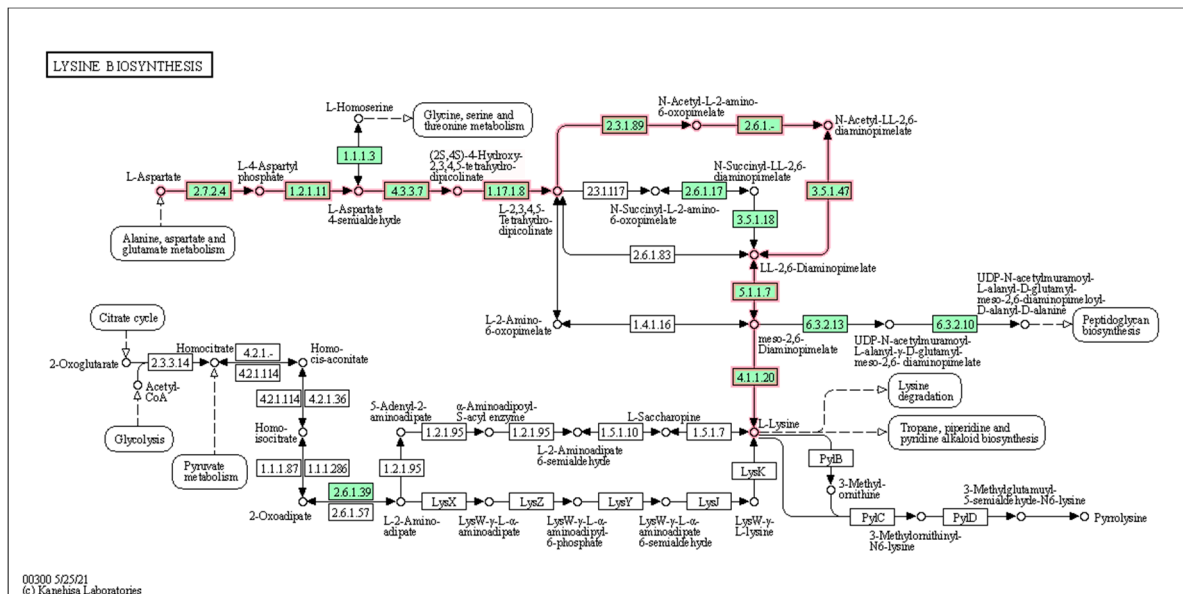 LYSINE BIOSYNTHESIS
L-Homoserine
Glycine, serine and
threonine metabolism
N-Acetyl-L-2-amino-
6-oxopimelate
2.3.1.89
2.6.1.-
N-Acetyl-LL-2,6-
diaminopimelate
1.1.1.3
(2S,4S)-4-Hydroxy-
2,3,4,5-tetrahydro-
dipicolinate
L-Aspartate
L-4-Aspartyl
phosphate
2.7.2.4
1.2.1.11
4.3.3.7
1.17.1.8
L-Aspartate
4-semialdehyde
L-2,3,4,5-
Tetrahydro-
dipicolinate
2.3.1.117
N-Succinyl-LL-2,6-
diaminopimelate
2.6.1.17
3.5.1.47
N-Succinyl-L-2-amino-
6-oxopimelate
3.5.1.18
Alanine, aspartate and
glutamate metabolism
2.6.1.83
LL-2,6-Diaminopimelate
5.1.1.7
UDP-N-acetylmuramoyl-
L-alanyl-D-glutamyl-
meso-2,6-diaminopimeloyl-
D-alanyl-D-alanine
L-2-Amino-
6-oxopimelate
1.4.1.16
meso-2,6-
Diaminopimelate
6.3.2.13
6.3.2.10
Peptidoglycan
biosynthesis
UDP-N-acetylmuramoyl-
L-alanyl-γ-D-glutamyl-
meso-2,6- diaminopimelate
4.1.1.20
Citrate cycle
2-Oxoglutarate
2.3.3.14
Homocitrate
4.2.1.-
4.2.1.114
Homo-
cis-aconitate
Acetyl-
CoA
Glycolysis
Pyruvate
metabolism
4.2.1.114
4.2.1.36
Homo-
isocitrate
1.1.1.87
1.1.1.286
2-Oxoadipate
2.6.1.39
2.6.1.57
L-2-Amino-
adipate
1.2.1.95
5-Adenyl-2-
aminoadipate
1.2.1.95
α-Aminoadipoyl-
S-acyl enzyme
1.2.1.95
L-2-Aminoadipate
6-semialdehyde
1.5.1.10
L-Saccharopine
1.5.1.7
L-Lysine
Lysine
degradation
Tropane, piperidine and
pyridine alkaloid biosynthesis
LysX
LysW-γ-L-α-
aminoadipate
LysZ
LysW-γ-L-α-
aminoadipyl-
6-phosphate
LysY
LysW-γ-L-α-
aminoadipate
6-semialdehyde
LysJ
LysW-γ-
L-lysine
LysK
PylB
3-Methyl-
ornithine
PylC
3-Methylornithinyl-
N6-lysine
PylD
3-Methylglutamuyl-
5-semialdehyde-N6-lysine
Pyrrolysine
00300 5/25/21
(c) Kanehisa Laboratories